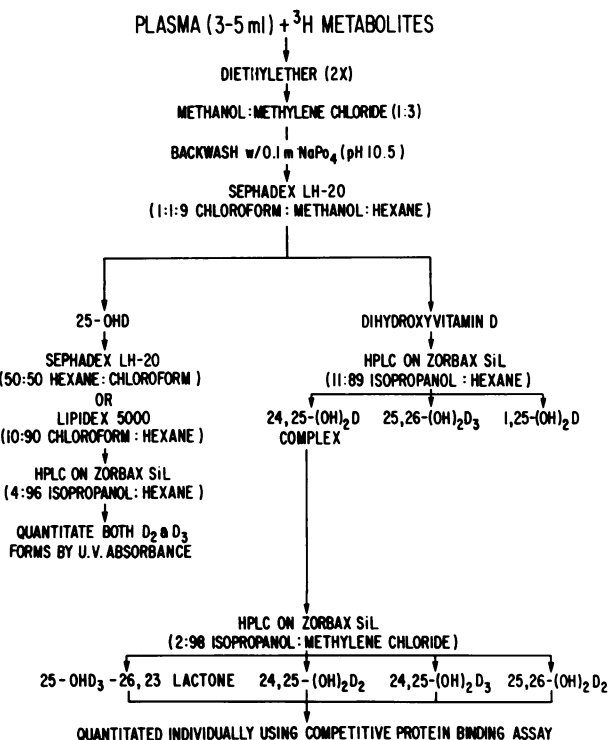 PLASMA (3-5 ml) + ³H METABOLITES
DIETHYLETHER (2X)
METHANOL:METHYLENE CHLORIDE (1:3)
BACKWASH w/0.1m NaPo₄ (pH 10.5)
SEPHADEX LH-20
(1:1:9 CHLOROFORM: METHANOL: HEXANE)
25-OHD
SEPHADEX LH-20
(50:50 HEXANE: CHLOROFORM)
OR
LIPIDEX 5000
(10:90 CHLOROFORM: HEXANE)
HPLC ON ZORBAX SiL
(4:96 ISOPROPANOL: HEXANE)
QUANTITATE BOTH D₂ & D₃
FORMS BY U.V. ABSORBANCE
DIHYDROXYVITAMIN D
HPLC ON ZORBAX SiL
(11:89 ISOPROPANOL: HEXANE)
24,25-(OH)₂D
COMPLEX
25,26-(OH)₂D₃
1,25-(OH)₂D
HPLC ON ZORBAX SiL
(2:98 ISOPROPANOL: METHYLENE CHLORIDE)
25-OHD₃-26,23 LACTONE
24,25-(OH)₂D₂
24,25-(OH)₂D₃
25,26-(OH)₂D₂
QUANTITATED INDIVIDUALLY USING COMPETITIVE PROTEIN BINDING ASSAY